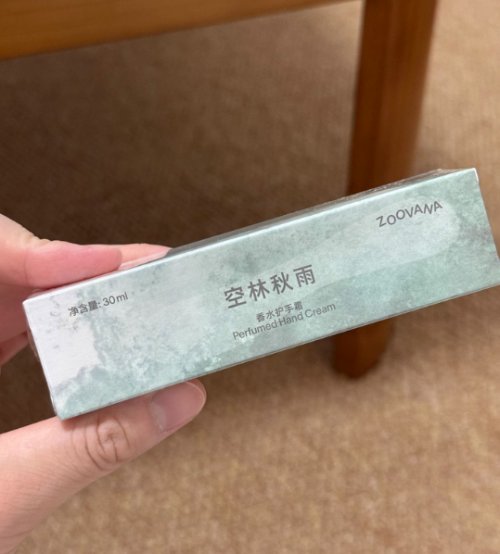 ZOOVANA
净含量: 30ml
空林秋雨
香水护手霜
Perfumed Hand Cream